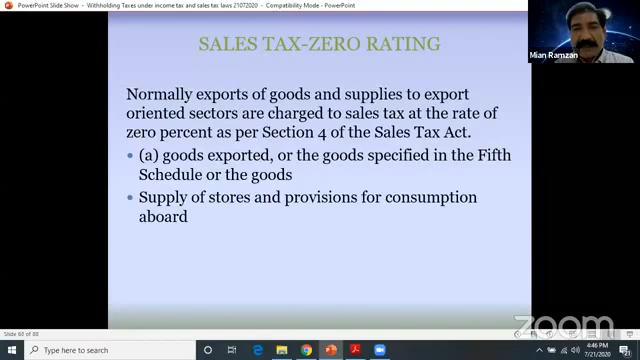 PowerPoint Slide Show - Withholding Taxes under income tax and sales tax laws 21072020 - Compatibility Mode - PowerPoint
Mian Ramzan
SALES TAX-ZERO RATING
Normally exports of goods and supplies to export
oriented sectors are charged to sales tax at the rate of
zero percent as per Section 4 of the Sales Tax Act.
• (a) goods exported, or the goods specified in the Fifth
Schedule or the goods
• Supply of stores and provisions for consumption
aboard
zoom
Slide 60 of 88
Type here to search
4:46 PM
7/21/2020